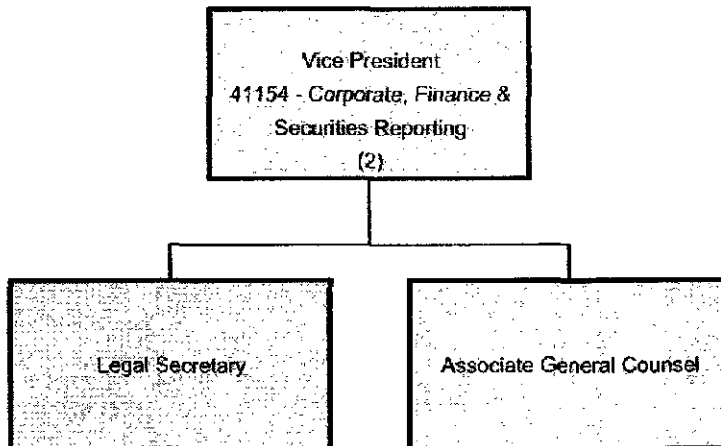 Vice President
41154 - Corporate, Finance &
Securities Reporting
(2)
Legal Secretary
Associate General Counsel